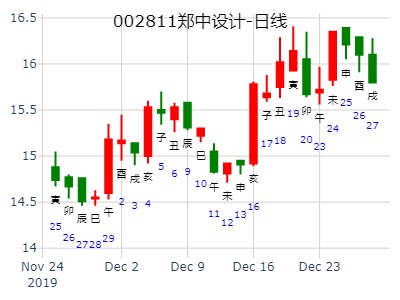 002811郑中设计-日线
16.5
16
15.5
15
14.5
14
寅 卯 辰 巳 午 酉 戌 亥 子 丑 辰 巳 午 未 申 亥 子 丑 寅 卯 午 未 申 酉 戌
25 26 27 28 29 2 3 4 5 6 9 10 11 12 13 16 17 18 19 20 23 24 25 26 27
Nov 24 Dec 2 Dec 9 Dec 16 Dec 23
2019